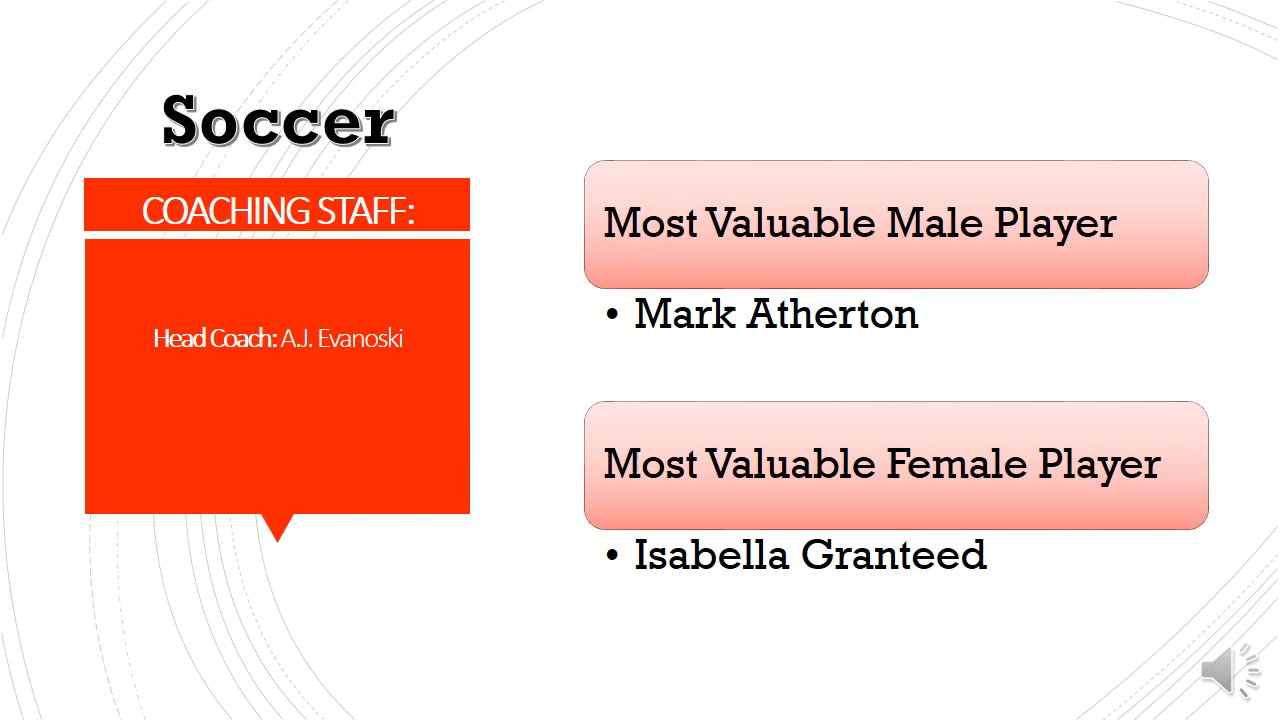 Soccer
COACHING STAFF:
Head Coach: A.J. Evanoski
Most Valuable Male Player
• Mark Atherton
Most Valuable Female Player
• Isabella Granteed